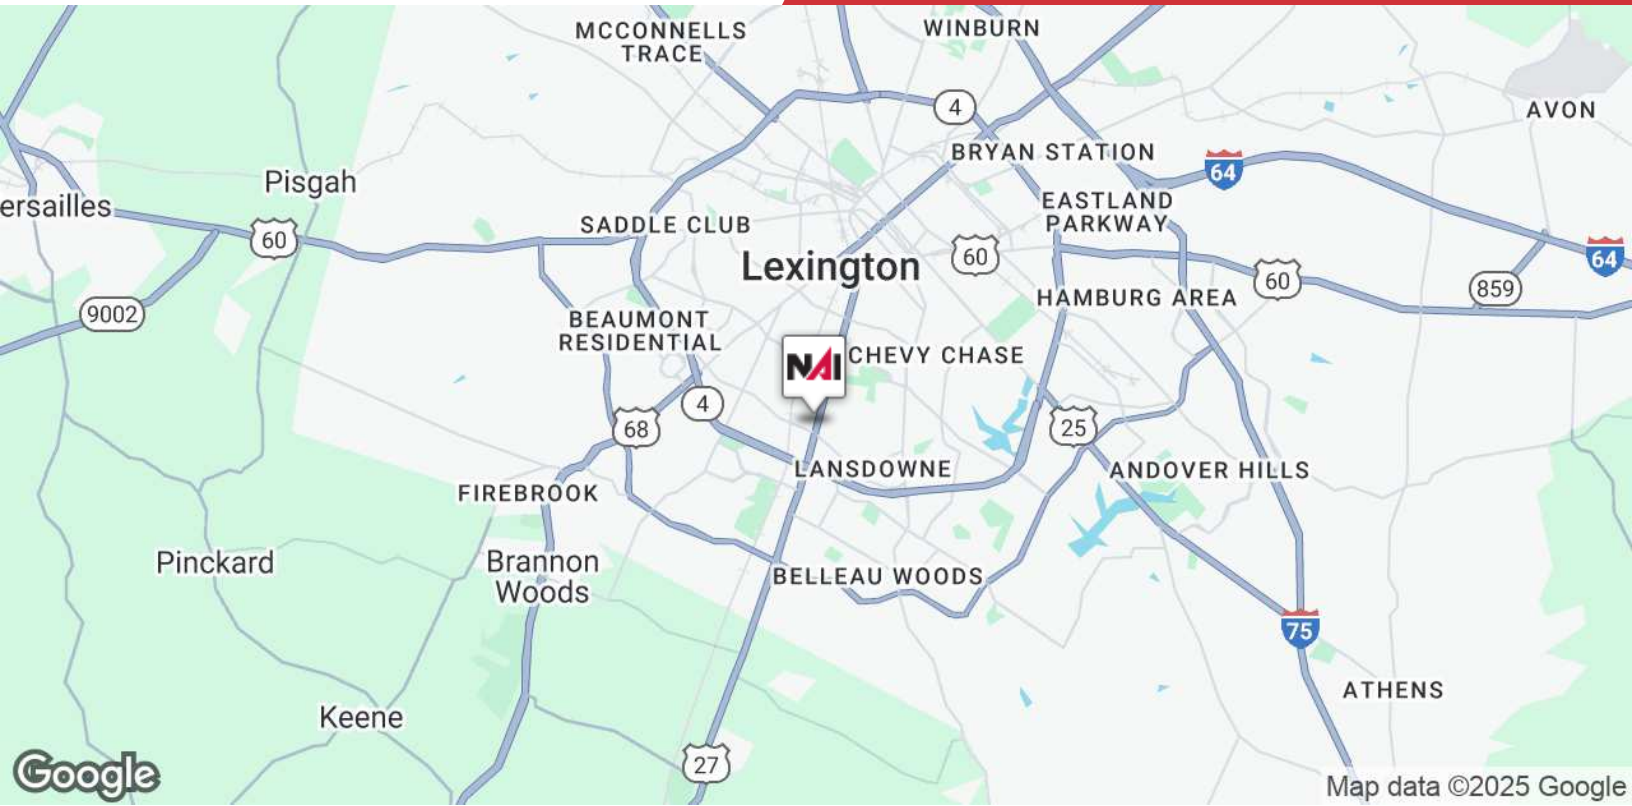 MCCONNELLS
TRACE
WINBURN
4
AVON
BRYAN STATION
64
Pisgah
ersailles
EASTLAND
PARKWAY
SADDLE CLUB
60
Lexington
60
64
60
859
HAMBURG AREA
9002
BEAUMONT
RESIDENTIAL
NAI
CHEVY CHASE
4
68
25
LANSDOWNE
ANDOVER HILLS
FIREBROOK
Pinckard
Brannon
Woods
BELLEAU WOODS
75
ATHENS
Keene
27
Google
Map data ©2025 Google